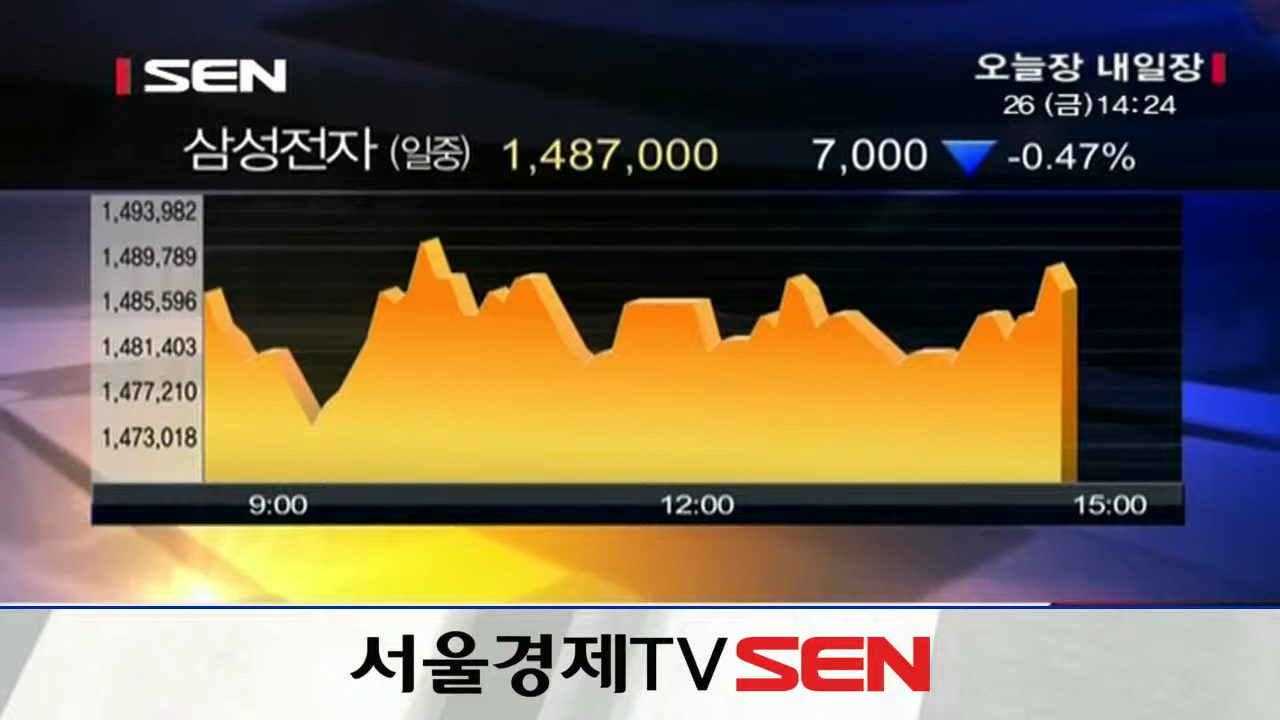 SEN
오늘장 내일장
26 (금) 14:24
삼성전자 (일중) 1,487,000 7,000 -0.47%
1,493,982
1,489,789
1,485,596
1,481,403
1,477,210
1,473,018
9:00 12:00 15:00
서울경제TV SEN